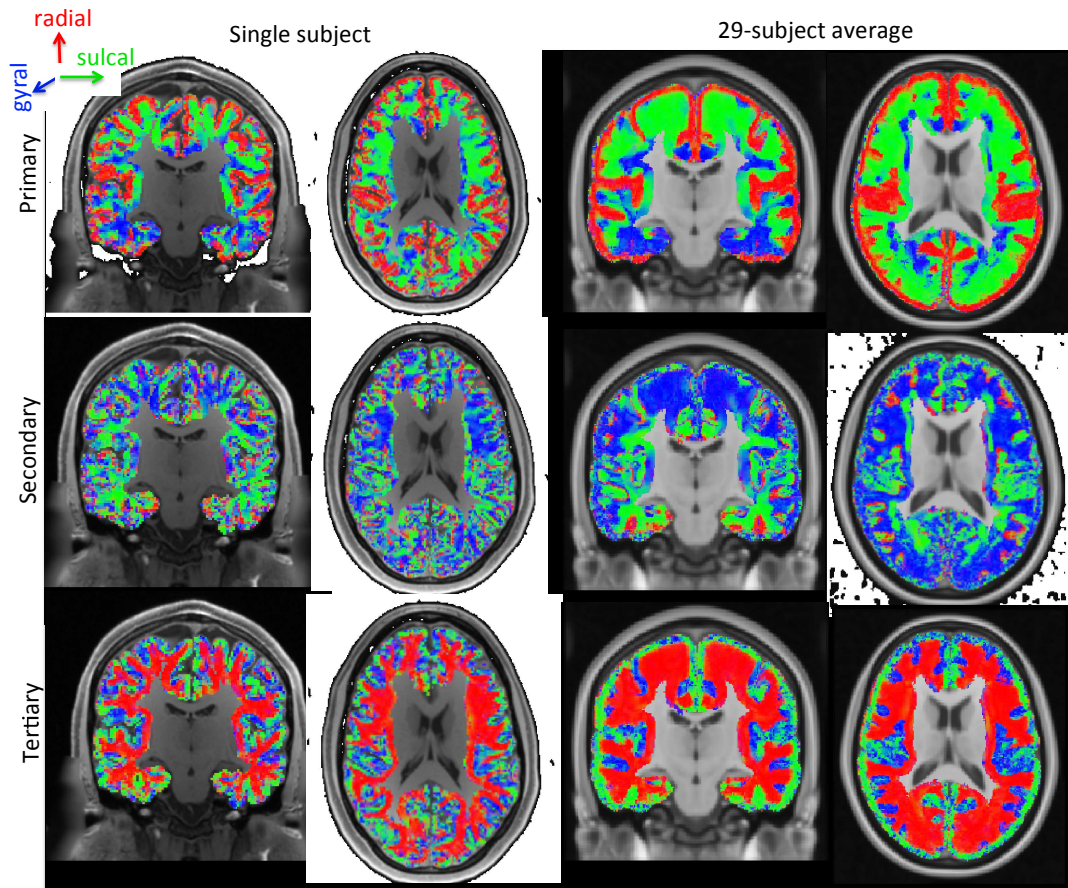 radial
sulcal
gyral
Single subject
29-subject average
Primary
Secondary
Tertiary